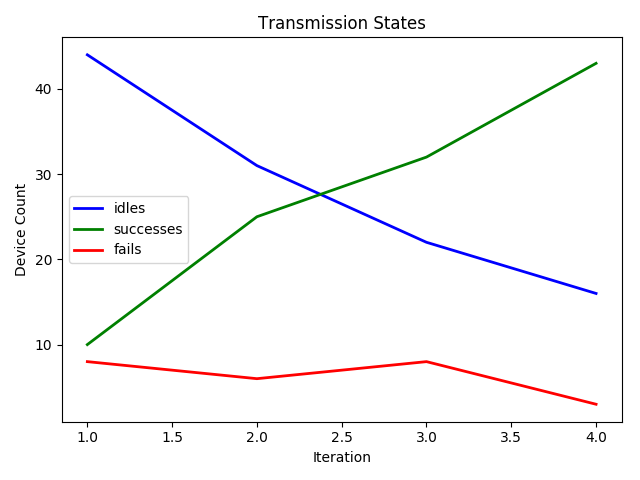 Transmission States
40
30
20
10
Device Count
idles
successes
fails
1.0 1.5 2.0 2.5 3.0 3.5 4.0
Iteration